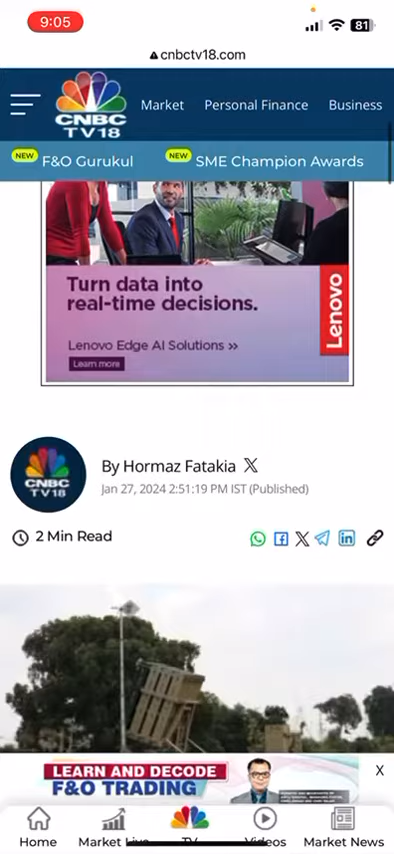 9:05
81
cnbctv18.com
CNBC
TV18
Market
Personal Finance
Business
NEW F&O Gurukul
NEW SME Champion Awards
Turn data into
real-time decisions.
Lenovo
Lenovo Edge AI Solutions »
Learn more
CNBC
TV18
By Hormaz Fatakia X
Jan 27, 2024 2:51:19 PM IST (Published)
2 Min Read
LEARN AND DECODE
F&O TRADING
X
Home
TV
Videos
Market News